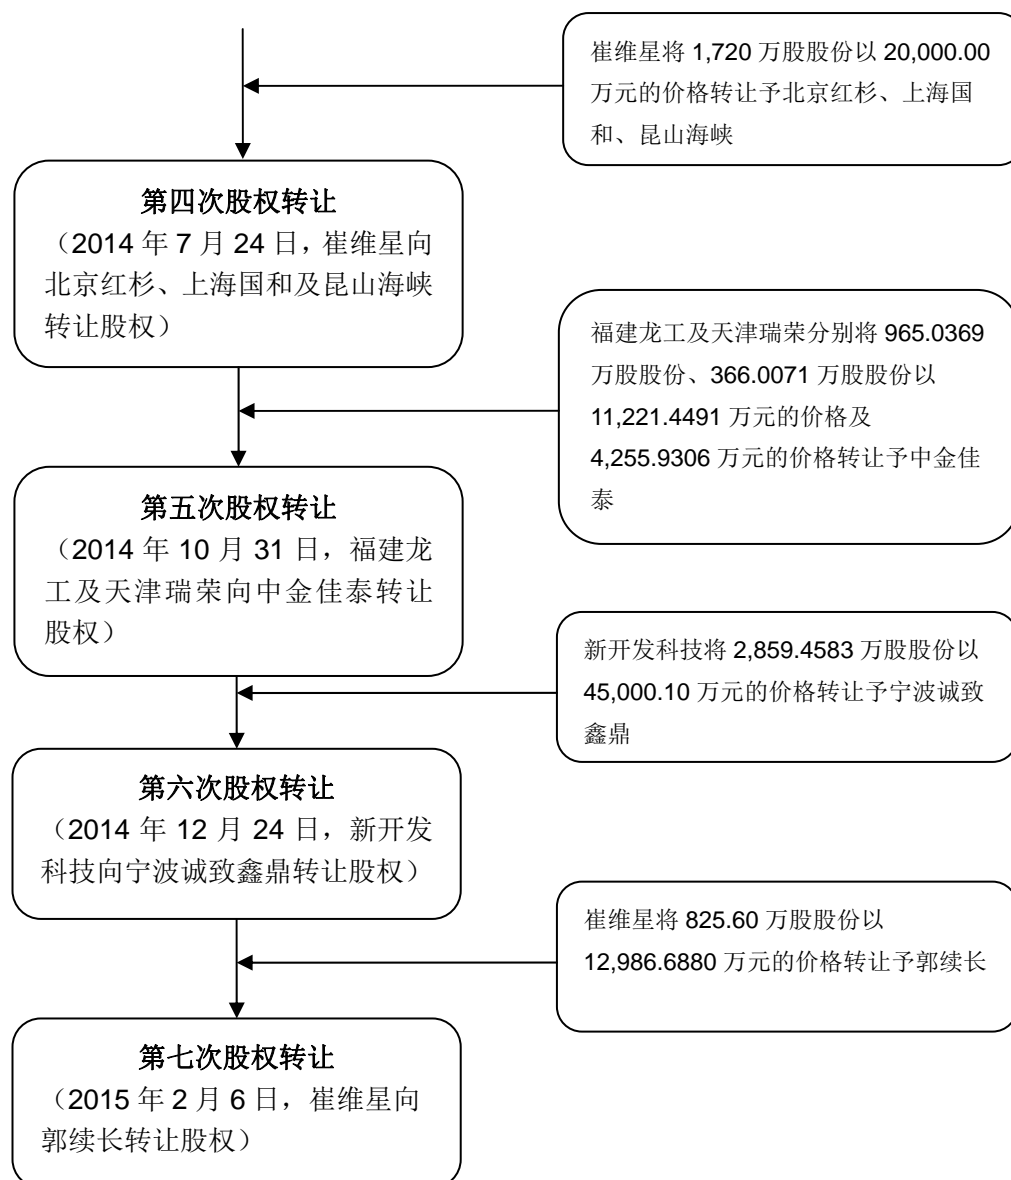 崔维星将 1,720 万股股份以 20,000.00
万元的价格转让予北京红杉、上海国
和、昆山海峡
第四次股权转让
（2014 年 7 月 24 日，崔维星向
北京红杉、上海国和及昆山海峡
转让股权）
福建龙工及天津瑞荣分别将 965.0369
万股股份、366.0071 万股股份以
11,221.4491 万元的价格及
4,255.9306 万元的价格转让予中金佳
泰
第五次股权转让
（2014 年 10 月 31 日，福建龙
工及天津瑞荣向中金佳泰转让
股权）
新开发科技将 2,859.4583 万股股份以
45,000.10 万元的价格转让予宁波诚致
鑫鼎
第六次股权转让
（2014 年 12 月 24 日，新开发
科技向宁波诚致鑫鼎转让股权）
崔维星将 825.60 万股股份以
12,986.6880 万元的价格转让予郭续长
第七次股权转让
（2015 年 2 月 6 日，崔维星向
郭续长转让股权）